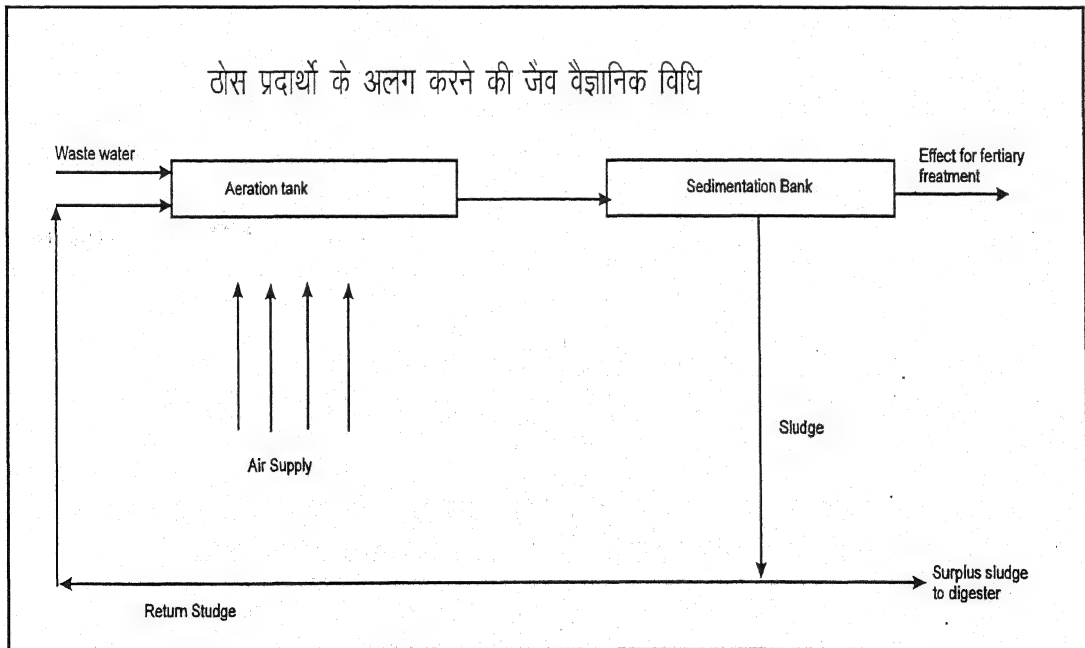 ठोस प्रदार्थो के अलग करने की जैव वैज्ञानिक विधि
Waste water
Aeration tank
Sedimentation Bank
Effect for fertiary
freatment
Air Supply
Sludge
Return Studge
Surplus sludge
to digester